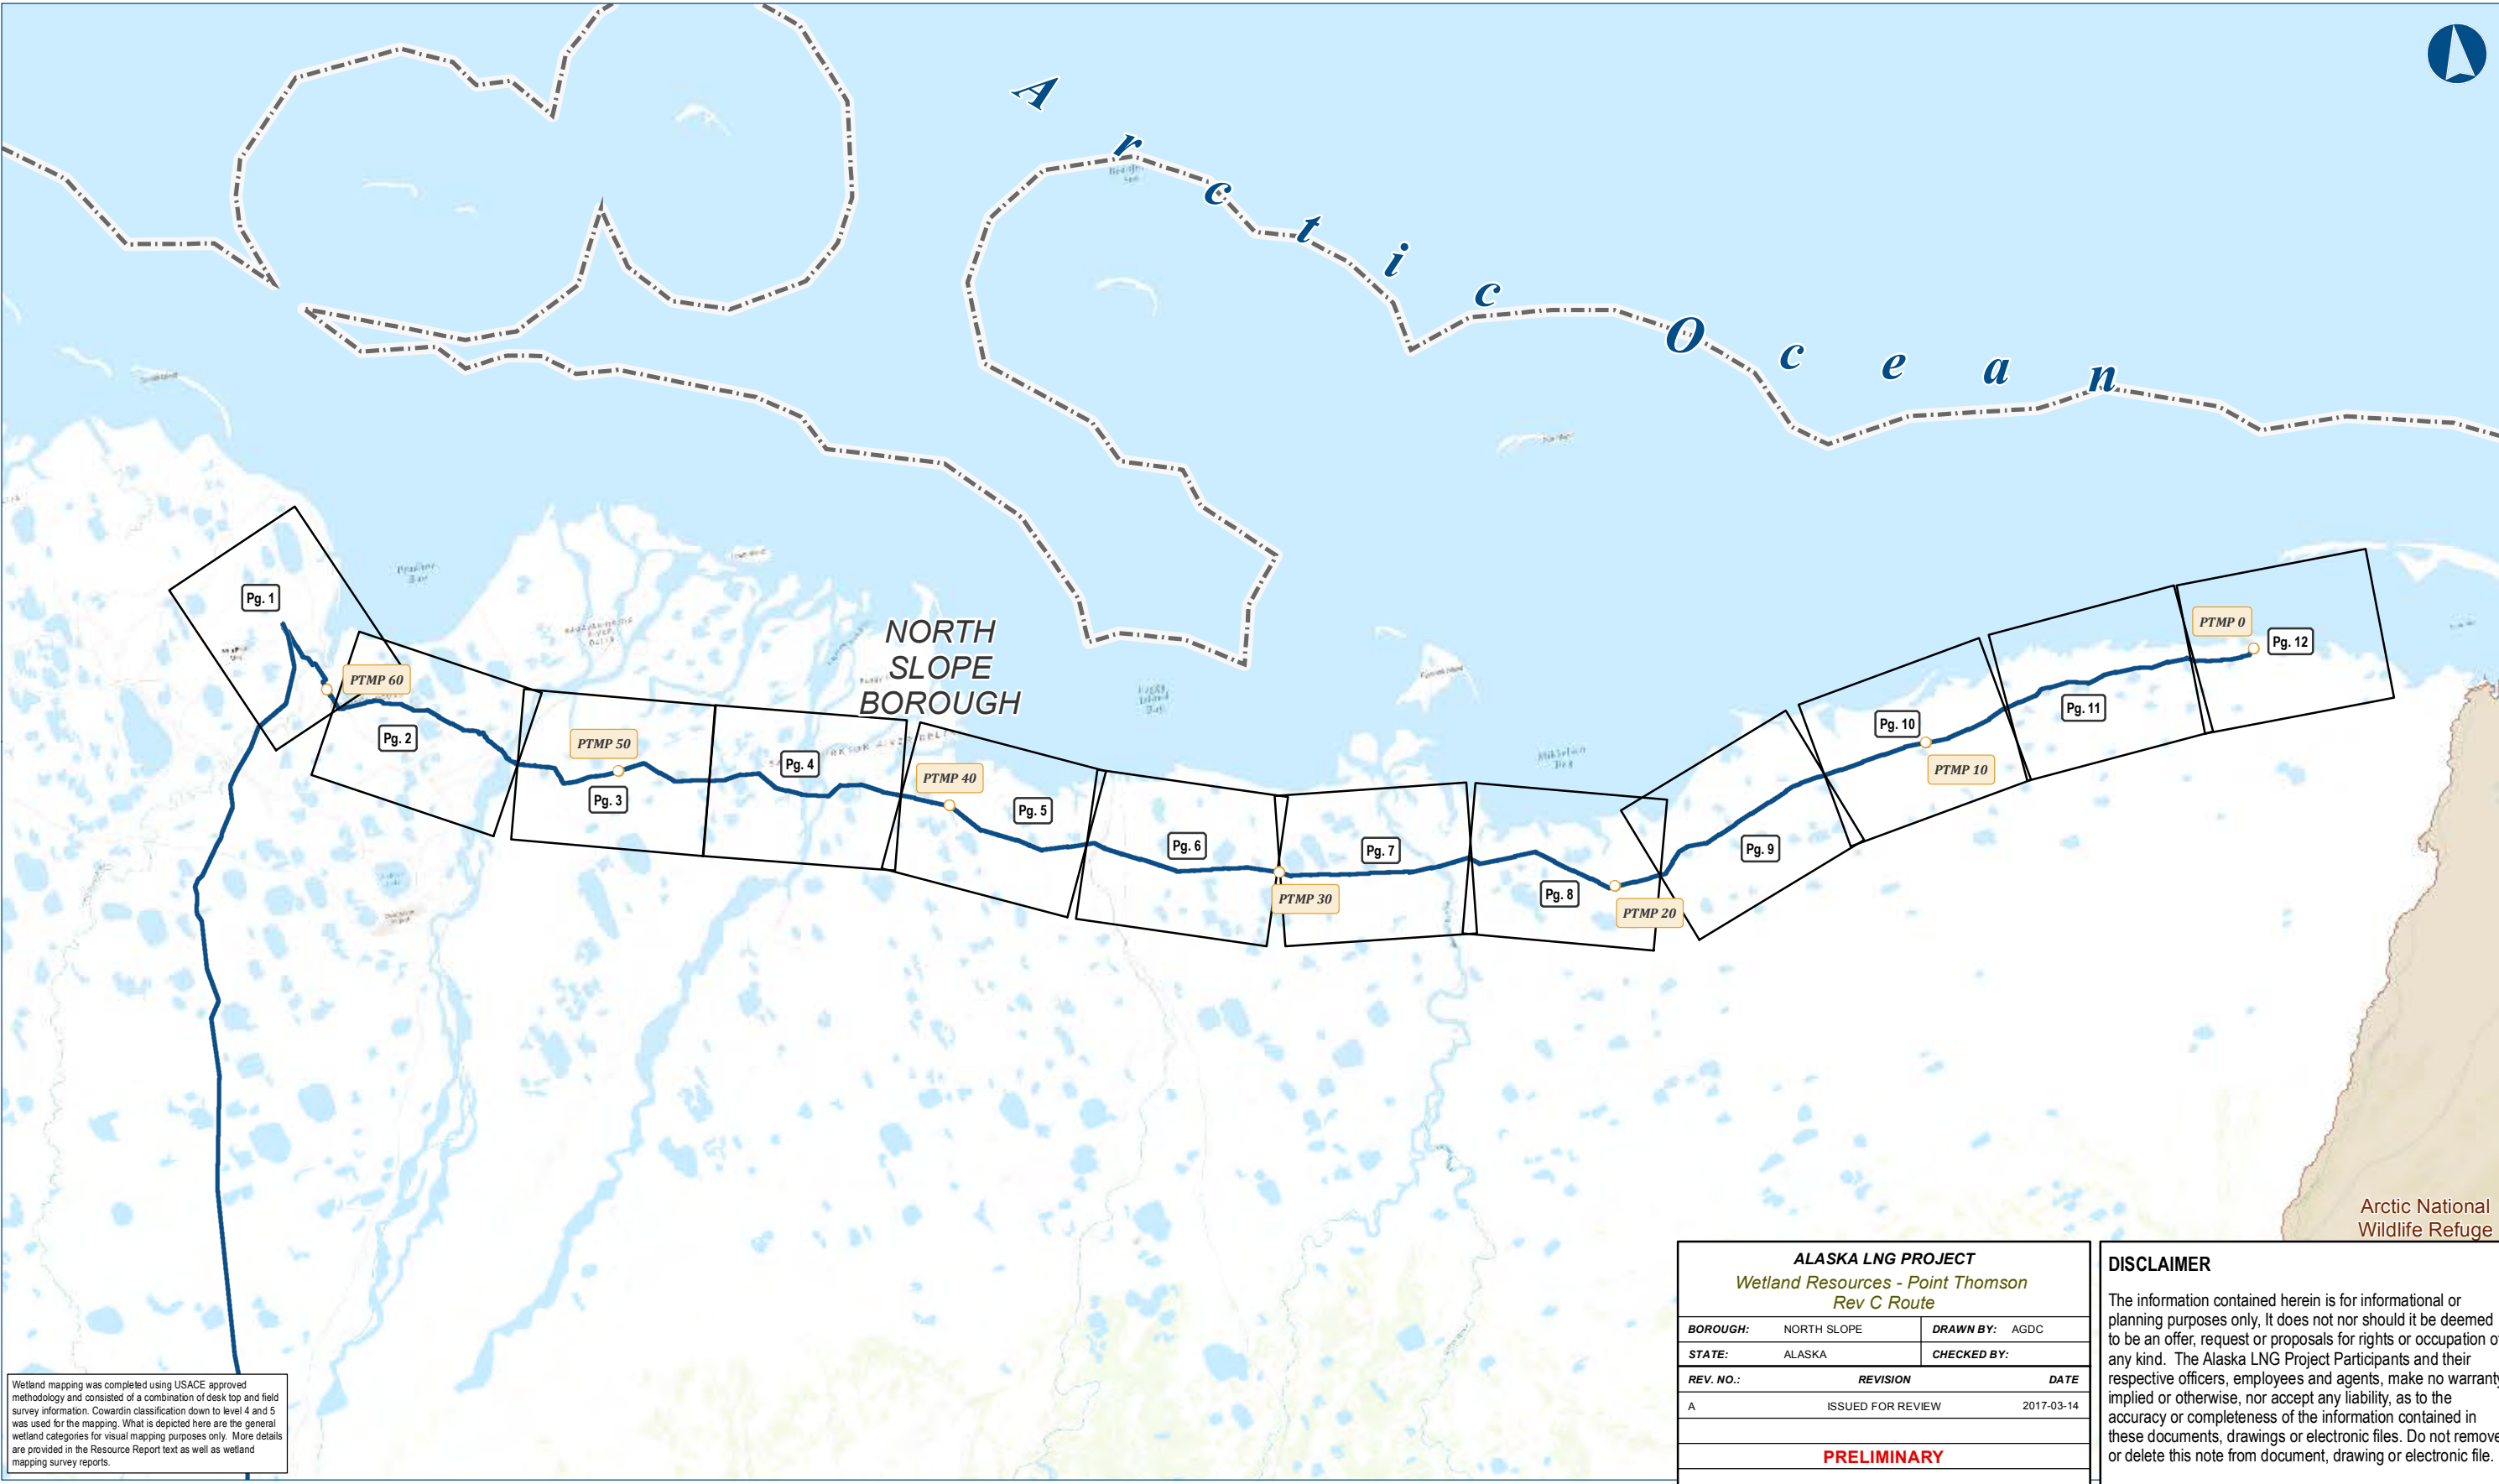 Arctic Ocean
NORTH
SLOPE
BOROUGH
Pg. 1
PTMP 60
Pg. 2
PTMP 50
Pg. 3
Pg. 4
PTMP 40
Pg. 5
Pg. 6
PTMP 30
Pg. 7
Pg. 8
PTMP 20
Pg. 9
Pg. 10
PTMP 10
Pg. 11
PTMP 0
Pg. 12
Arctic National
Wildlife Refuge
Wetland mapping was completed using USACE approved
methodology and consisted of a combination of desk top and field
survey information. Cowardin classification down to level 4 and 5
was used for the mapping. What is depicted here are the general
wetland categories for visual mapping purposes only. More details
are provided in the Resource Report text as well as wetland
mapping survey reports.
ALASKA LNG PROJECT
Wetland Resources - Point Thomson
Rev C Route
BOROUGH: NORTH SLOPE DRAWN BY: AGDC
STATE: ALASKA CHECKED BY:
REV. NO.: REVISION DATE
A ISSUED FOR REVIEW 2017-03-14
PRELIMINARY
DISCLAIMER
The information contained herein is for informational or
planning purposes only, It does not nor should it be deemed
to be an offer, request or proposals for rights or occupation of
any kind. The Alaska LNG Project Participants and their
respective officers, employees and agents, make no warranty,
implied or otherwise, nor accept any liability, as to the
accuracy or completeness of the information contained in
these documents, drawings or electronic files. Do not remove
or delete this note from document, drawing or electronic file.